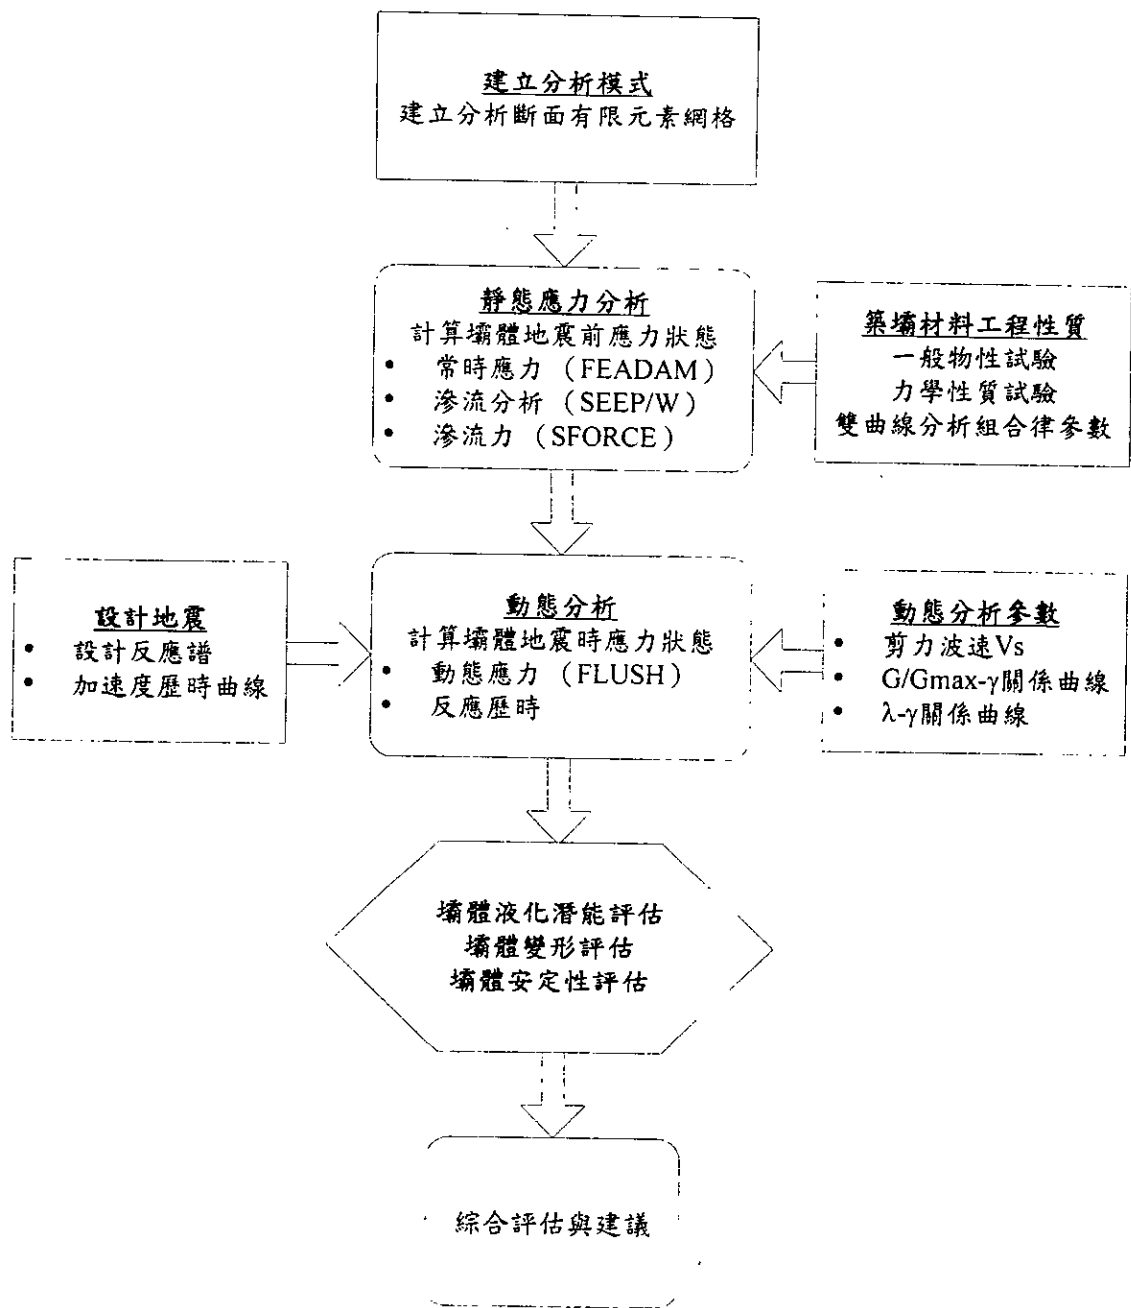 建立分析模式
建立分析斷面有限元素網格
靜態應力分析
計算壩體地震前應力狀態
• 常時應力（FEADAM）
• 滲流分析（SEEP/W）
• 滲流力（SFORCE）
築壩材料工程性質
一般物性試驗
力學性質試驗
雙曲線分析組合律參數
設計地震
• 設計反應譜
• 加速度歷時曲線
動態分析
計算壩體地震時應力狀態
• 動態應力（FLUSH）
• 反應歷時
動態分析參數
• 剪力波速Vs
• G/Gmax-γ關係曲線
• λ-γ關係曲線
壩體液化潛能評估
壩體變形評估
壩體安定性評估
綜合評估與建議